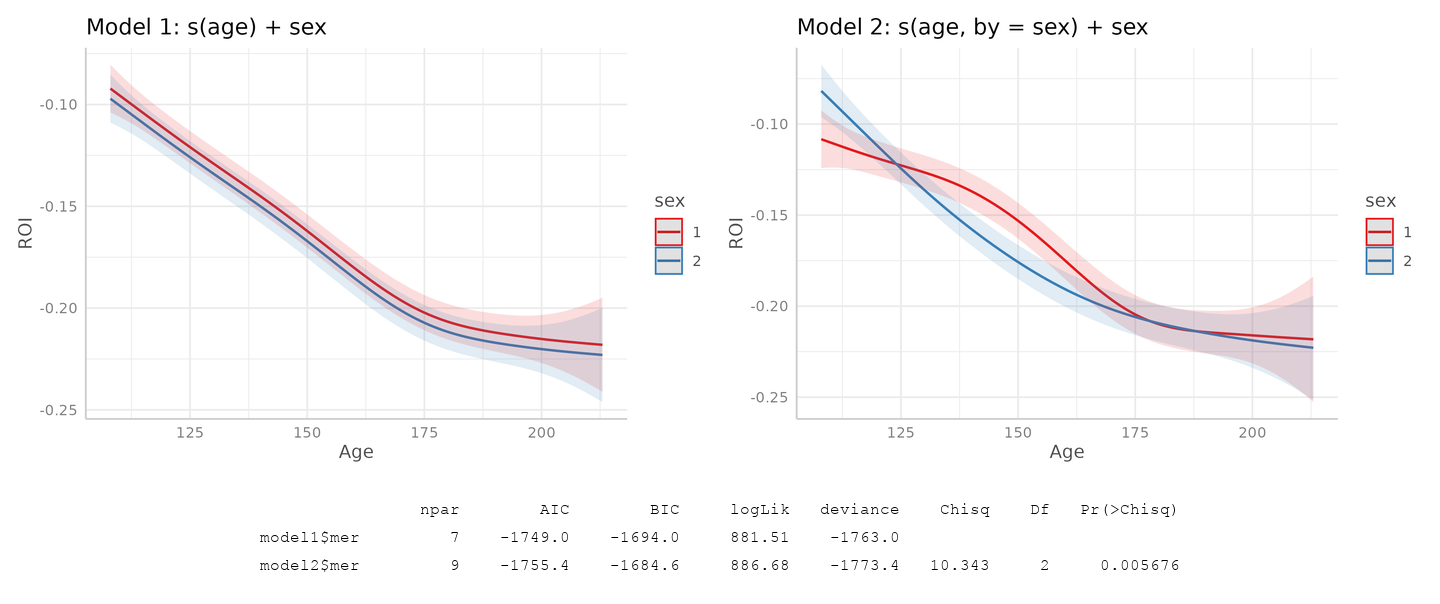 Model 1: s(age) + sex
-0.10
-0.15
-0.20
-0.25
ROI
125 150 175 200
Age
sex
1
2
Model 2: s(age, by = sex) + sex
-0.10
-0.15
-0.20
-0.25
ROI
125 150 175 200
Age
sex
1
2
npar AIC BIC logLik deviance Chisq Df Pr(>Chisq)
model1$mer 7 -1749.0 -1694.0 881.51 -1763.0
model2$mer 9 -1755.4 -1684.6 886.68 -1773.4 10.343 2 0.005676